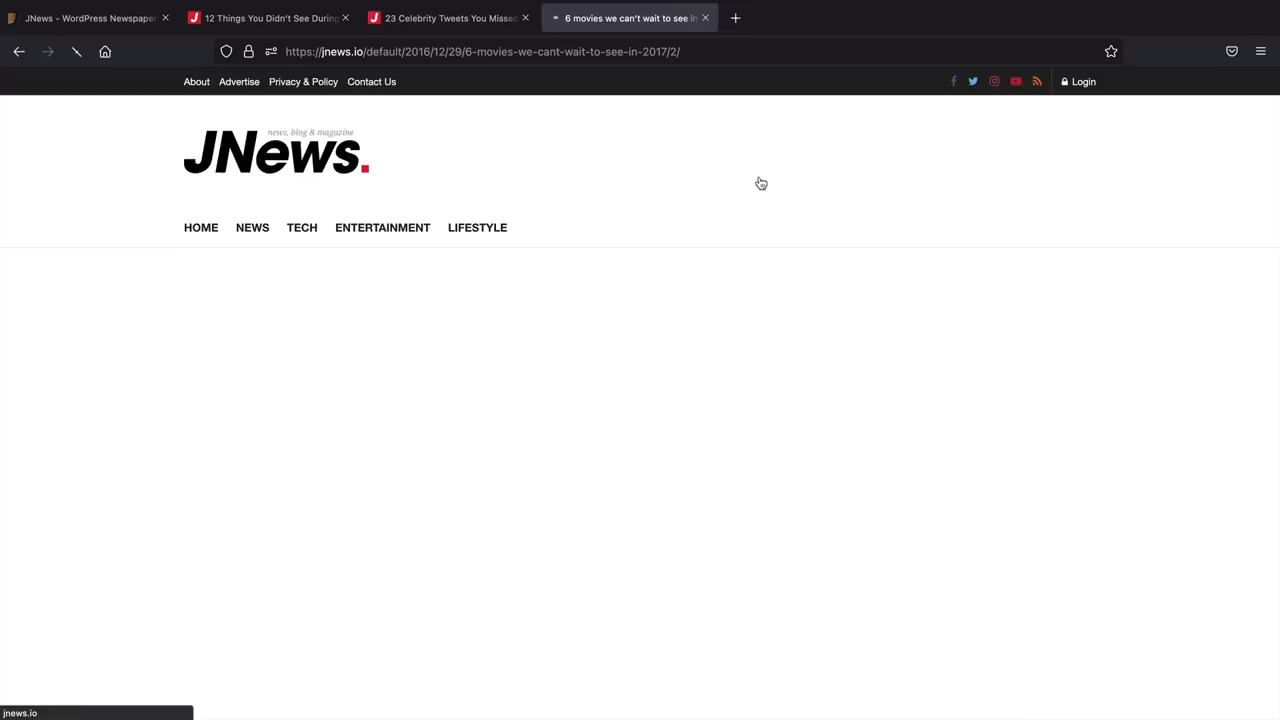 JNews - WordPress Newspaper
12 Things You Didn't See During
23 Celebrity Tweets You Missed
6 movies we can't wait to see in
https://jnews.io/default/2016/12/29/6-movies-we-cant-wait-to-see-in-2017/2/
About Advertise Privacy & Policy Contact Us
Login
news, blog & magazine
JNews.
HOME NEWS TECH ENTERTAINMENT LIFESTYLE
jnews.io